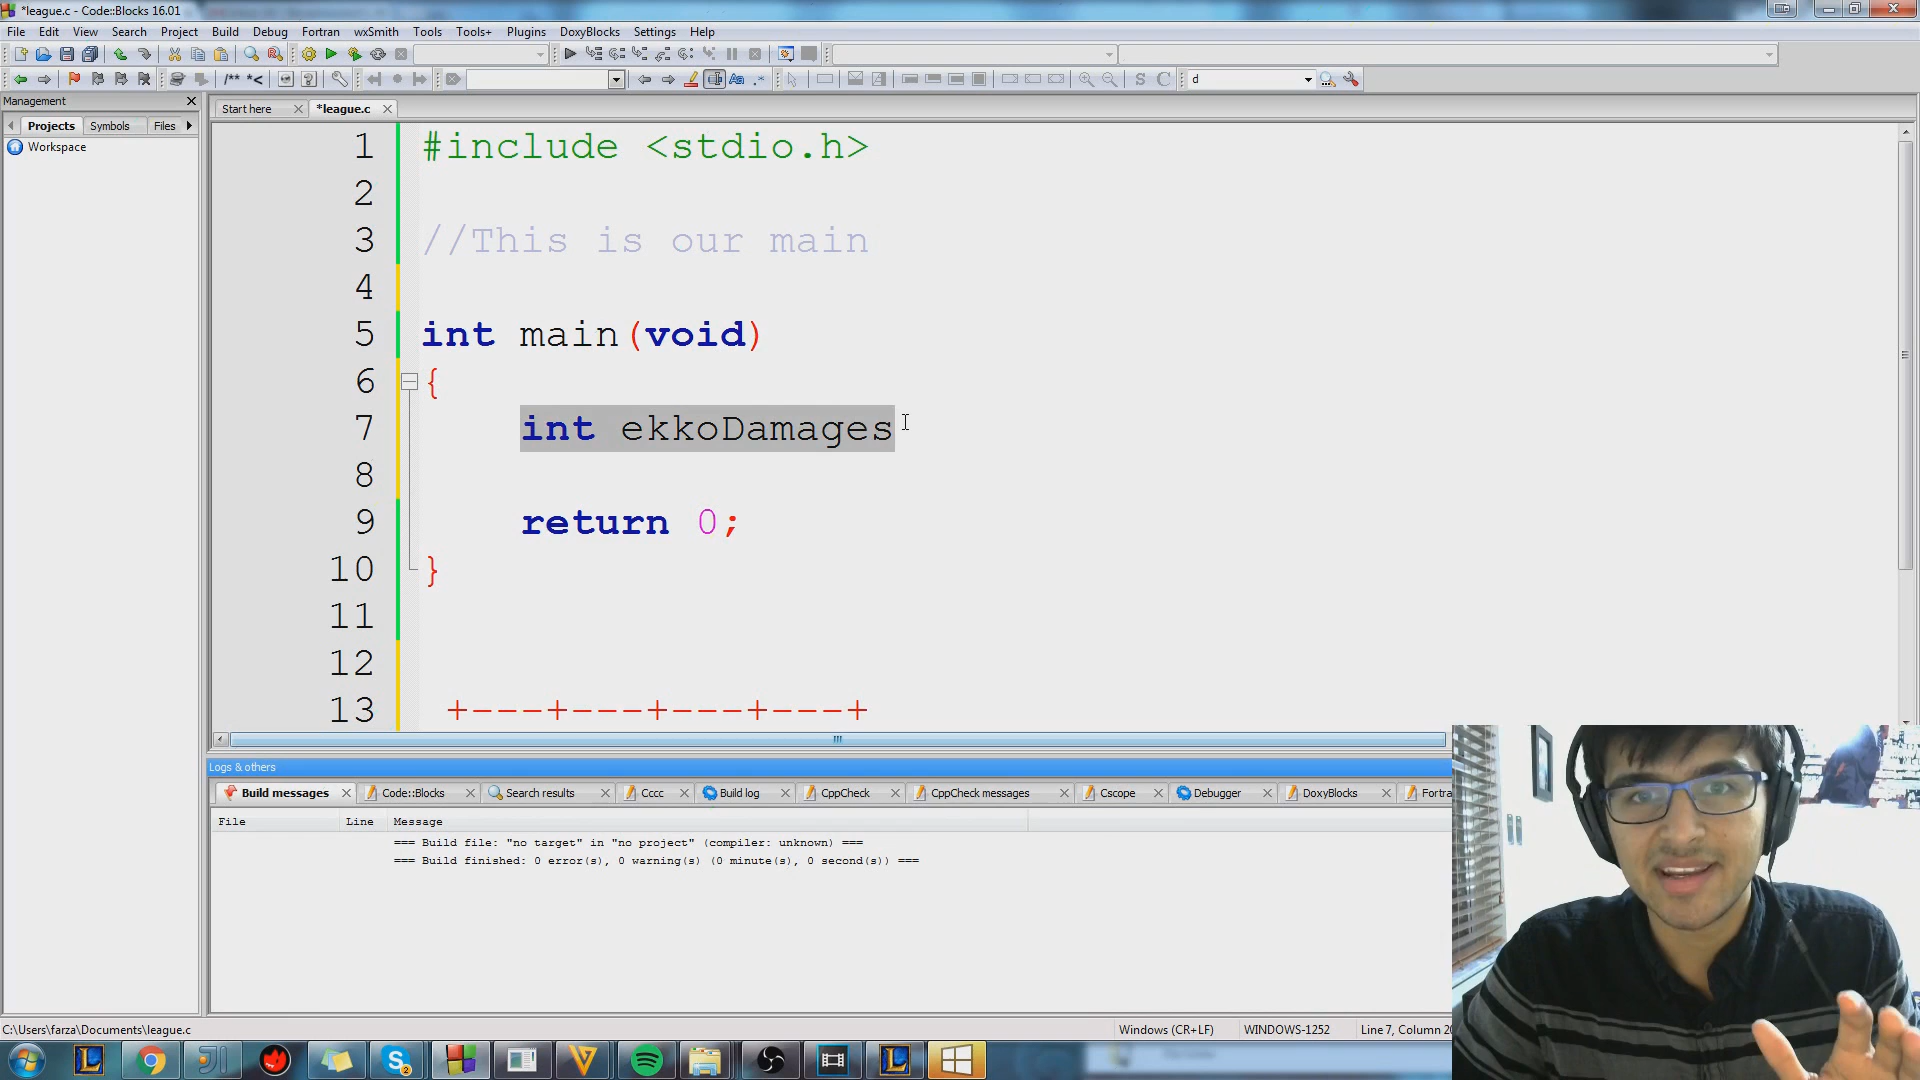 *league.c - Code::Blocks 16.01
File Edit View Search Project Build Debug Fortran wxSmith Tools Tools+ Plugins DoxyBlocks Settings Help
/** *< d
Management
Projects Symbols Files
Workspace
Start here *league.c
1 #include <stdio.h>
2
3 //This is our main
4
5 int main(void)
6 {
7 int ekkoDamages
8
9 return 0;
10 }
11
12
13 +---+---+---+---+
Logs & others
Build messages Code::Blocks Search results Cccc Build log CppCheck CppCheck messages Cscope Debugger DoxyBlocks Fortra
File Line Message
=== Build file: "no target" in "no project" (compiler: unknown) ===
=== Build finished: 0 error(s), 0 warning(s) (0 minute(s), 0 second(s)) ===
C:\Users\farza\Documents\league.c Windows (CR+LF) WINDOWS-1252 Line 7, Column 20